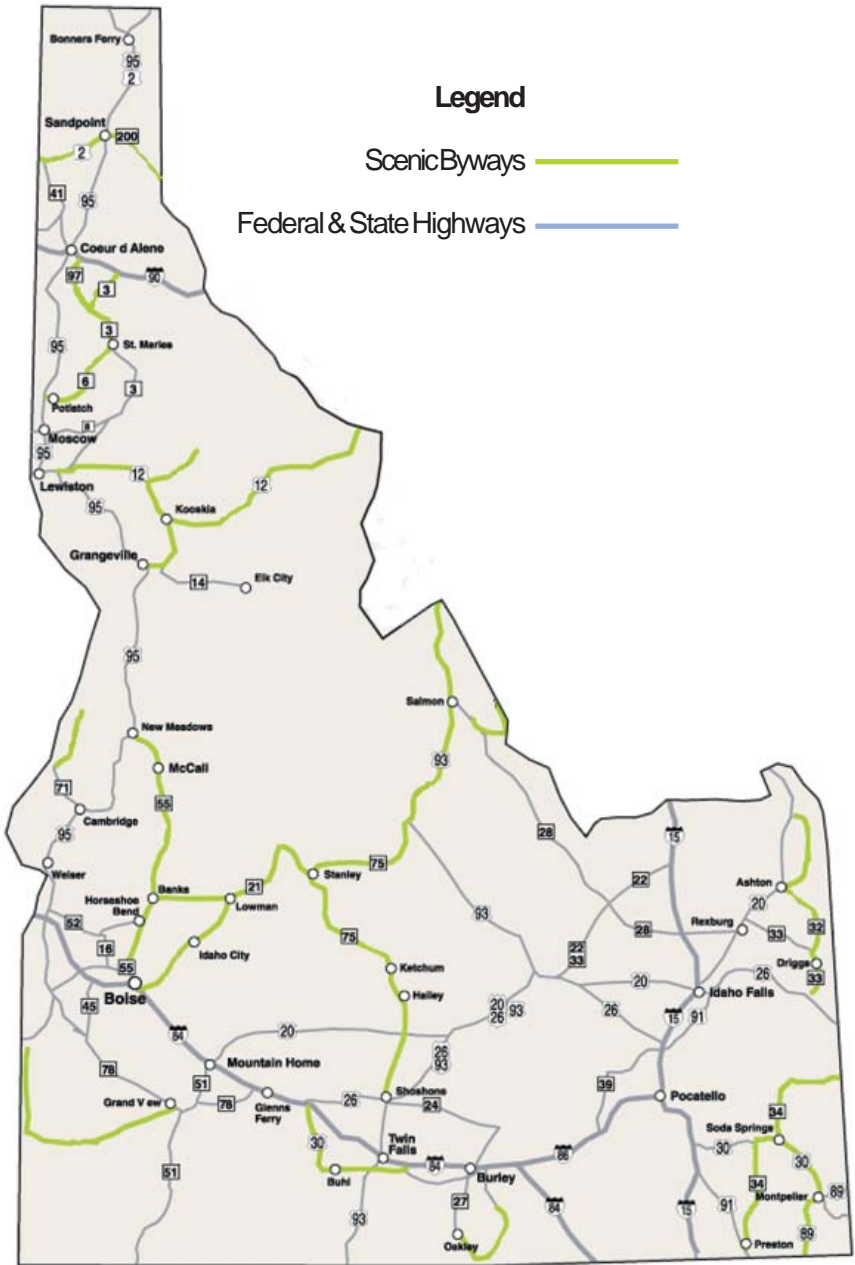 Bonners Ferry
95
2
Legend
Sandpoint
200
2
Scenic Byways
41
95
Federal & State Highways
Coeur d Alene
97
90
3
3
St. Maries
95
6
3
Potlatch
8
Moscow
95
12
12
Lewiston
95
Kooskia
Grangeville
14
Elk City
95
Salmon
New Meadows
93
McCall
71
55
Cambridge
15
95
28
Weiser
75
Stanley
22
Ashton
21
Banks
Lowman
20
Horseshoe
Bend
93
Rexburg
32
52
75
28
33
16
Idaho City
22
33
Driggs
55
Ketchum
20
26
33
Boise
Hailey
Idaho Falls
45
20
26
93
26
15
91
84
20
26
93
Mountain Home
78
51
39
Grand V ew
78
Glenns
Ferry
26
Shoshone
24
Pocatello
34
30
Twin
Falls
Soda Springs
84
86
30
30
51
Buhl
Burley
34
Montpelier
89
27
84
15
91
93
89
Oakley
Preston